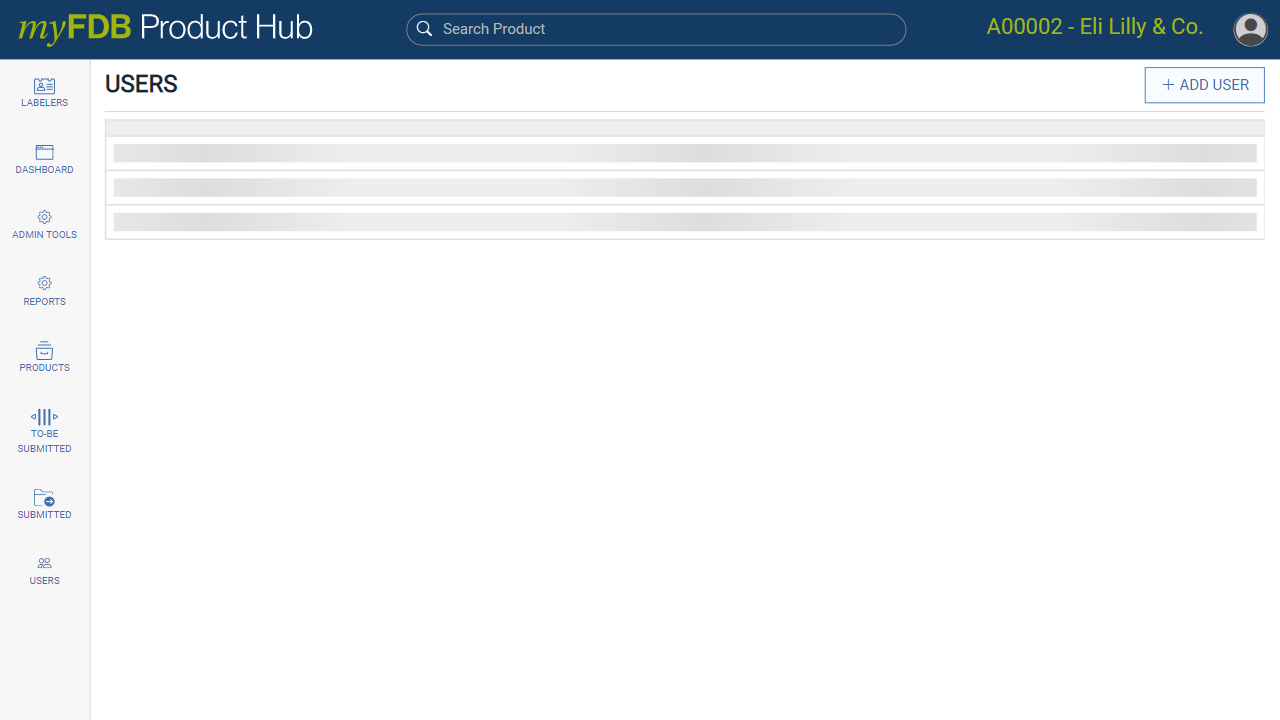 myFDB Product Hub
Search Product
A00002 - Eli Lilly & Co.
LABELERS
DASHBOARD
ADMIN TOOLS
REPORTS
PRODUCTS
TO-BE
SUBMITTED
SUBMITTED
USERS
USERS
ADD USER